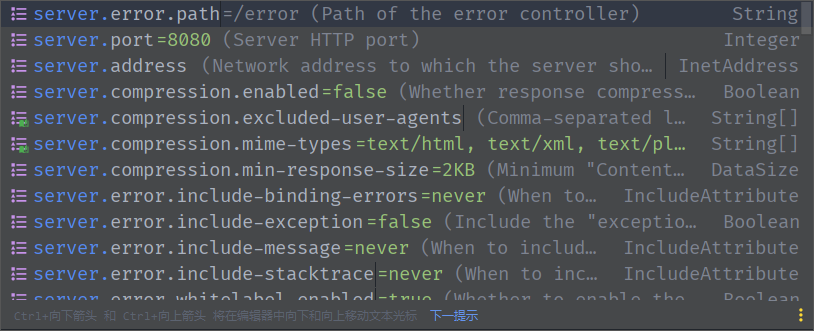 server.error.path=/error (Path of the error controller) String
server.port=8080 (Server HTTP port) Integer
server.address (Network address to which the server sho… InetAddress
server.compression.enabled=false (Whether response compress… Boolean
server.compression.excluded-user-agents (Comma-separated l… String[]
server.compression.mime-types=text/html, text/xml, text/pl… String[]
server.compression.min-response-size=2KB (Minimum "Content… DataSize
server.error.include-binding-errors=never (When to… IncludeAttribute
server.error.include-exception=false (Include the "exceptio… Boolean
server.error.include-message=never (When to includ… IncludeAttribute
server.error.include-stacktrace=never (When to inc… IncludeAttribute
server.error.whitelabel.enabled=true (Whether to enable the… Boolean
Ctrl+向下箭头 和 Ctrl+向上箭头 将在编辑器中向下和向上移动文本光标 下一提示